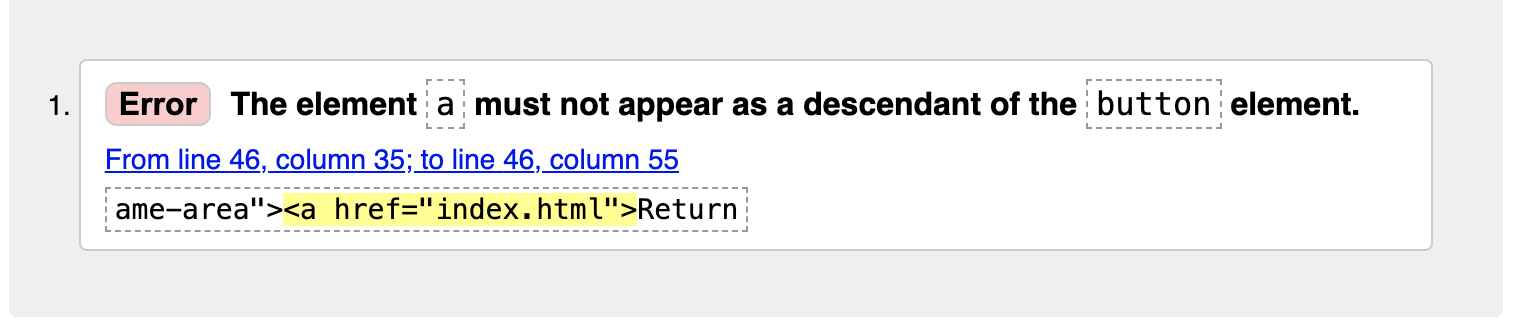 1. Error The element a must not appear as a descendant of the button element.
From line 46, column 35; to line 46, column 55
ame-area"><a href="index.html">Return